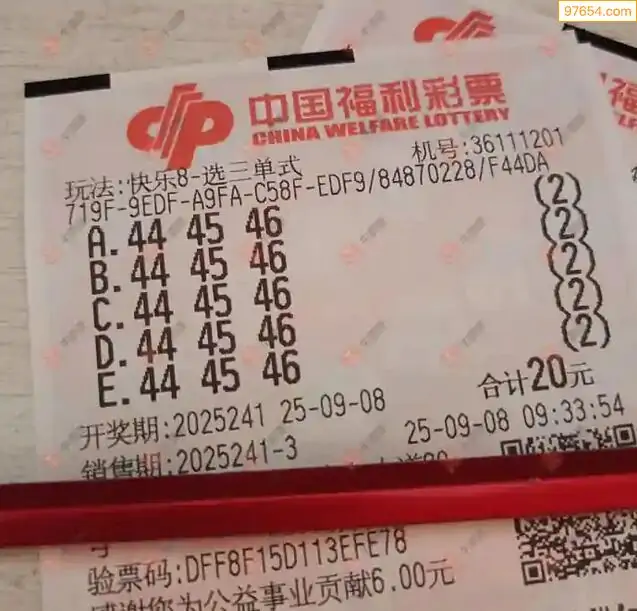 97654.com
中国福利彩票
CHINA WELFARE LOTTERY
玩法:快乐8-选三单式
机号:36111201
719F-9EDF-A9FA-C58F-EDF9/84870228/F44DA
A.44 45 46 (2)
B.44 45 46 (2)
C.44 45 46 (2)
D.44 45 46 (2)
E.44 45 46 (2)
合计20元
开奖期:2025241 25-09-08
25-09-08 09:33:54
销售期:2025241-3
验票码:DFF8F15D113EFE78
感谢您为公益事业贡献6.00元